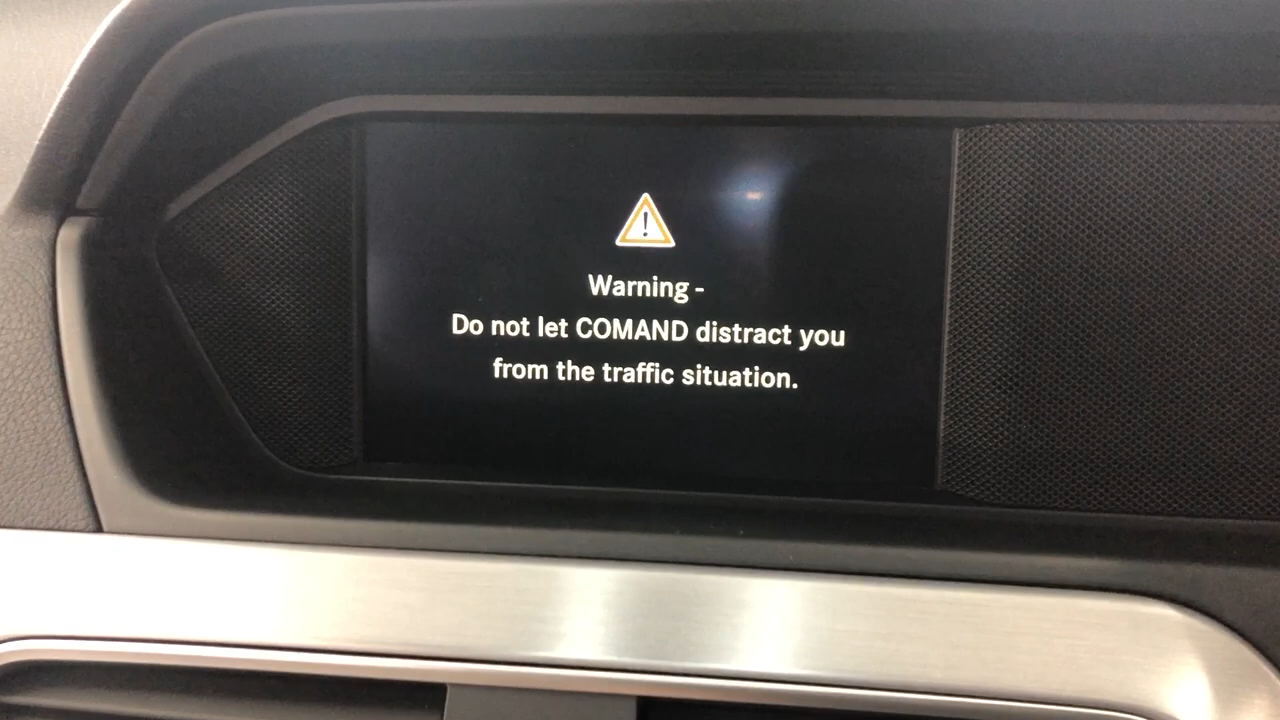 Warning -
Do not let COMAND distract you
from the traffic situation.